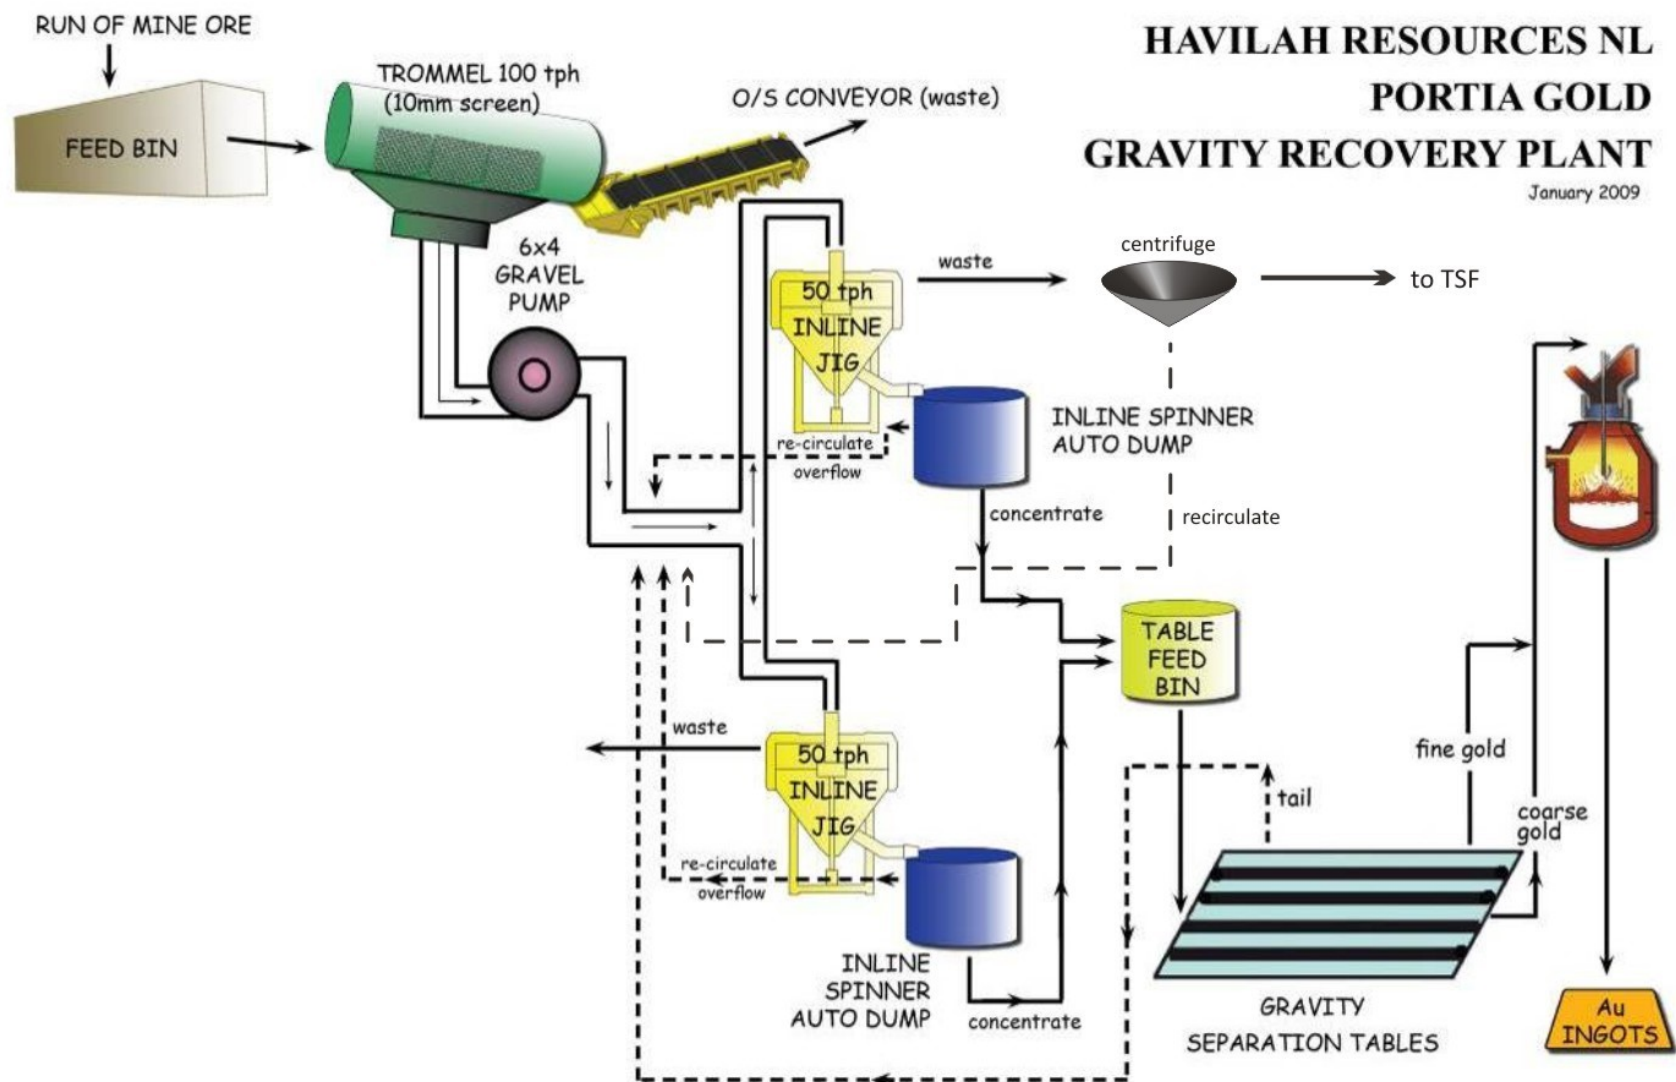 RUN OF MINE ORE
FEED BIN
TROMMEL 100 tph
(10mm screen)
O/S CONVEYOR (waste)
HAVILAH RESOURCES NL
PORTIA GOLD
GRAVITY RECOVERY PLANT
January 2009
6x4
GRAVEL
PUMP
50 tph
INLINE
JIG
waste
centrifuge
to TSF
re-circulate
overflow
INLINE SPINNER
AUTO DUMP
concentrate
recirculate
TABLE
FEED
BIN
waste
50 tph
INLINE
JIG
re-circulate
overflow
INLINE
SPINNER
AUTO DUMP
concentrate
tail
fine gold
coarse
gold
GRAVITY
SEPARATION TABLES
Au
INGOTS